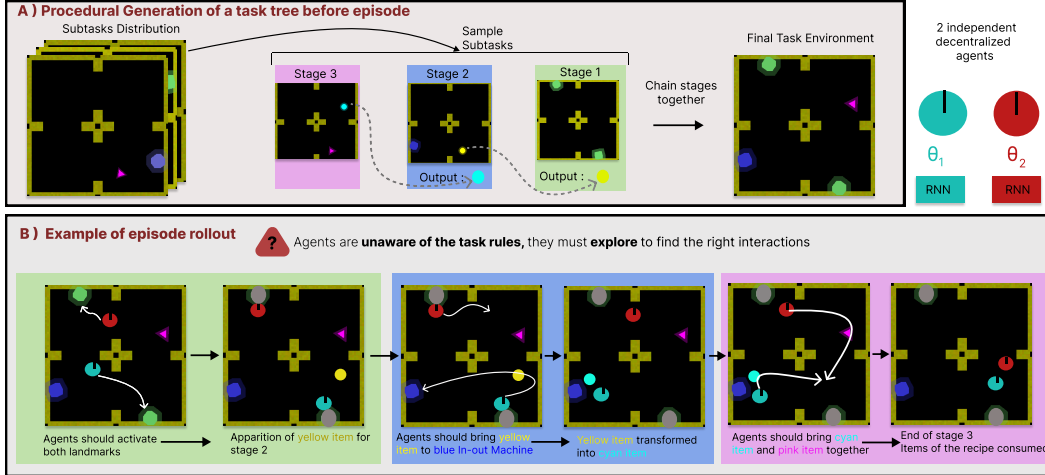 A ) Procedural Generation of a task tree before episode
Subtasks Distribution
Sample
Subtasks
Stage 3
Stage 2
Output :
Stage 1
Output :
Chain stages
together
Final Task Environment
2 independent
decentralized
agents
θ1
θ2
RNN
RNN
B ) Example of episode rollout
?
Agents are unaware of the task rules, they must explore to find the right interactions
Agents should activate
both landmarks
Apparition of yellow item for
stage 2
Agents should bring yellow
item to blue In-out Machine
Yellow item transformed
into cyan item
Agents should bring cyan
item and pink item together
End of stage 3
Items of the recipe consumed